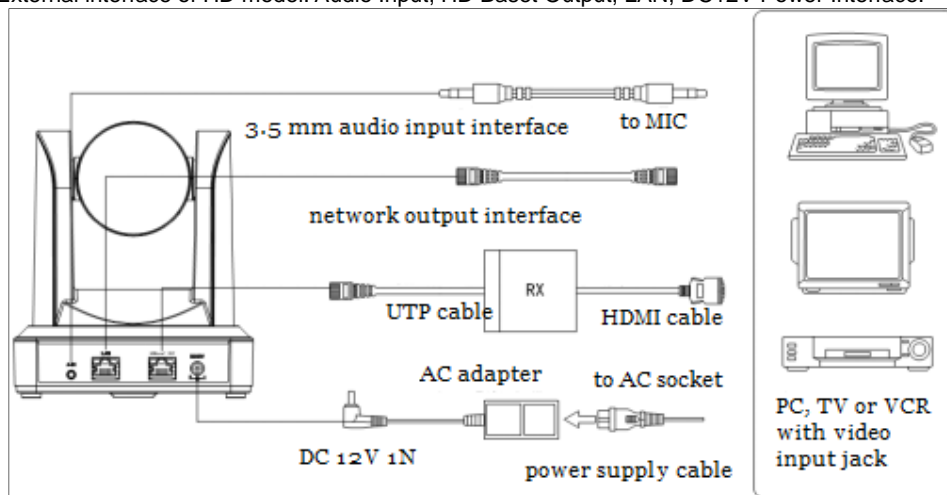 External interface of HD model: Audio Input, HD BaseT Output, LAN, DC12V Power Interface.
3.5 mm audio input interface
to MIC
network output interface
RX
UTP cable
HDMI cable
LAN
AC adapter
to AC socket
DC 12V 1N
power supply cable
PC, TV or VCR
with video
input jack